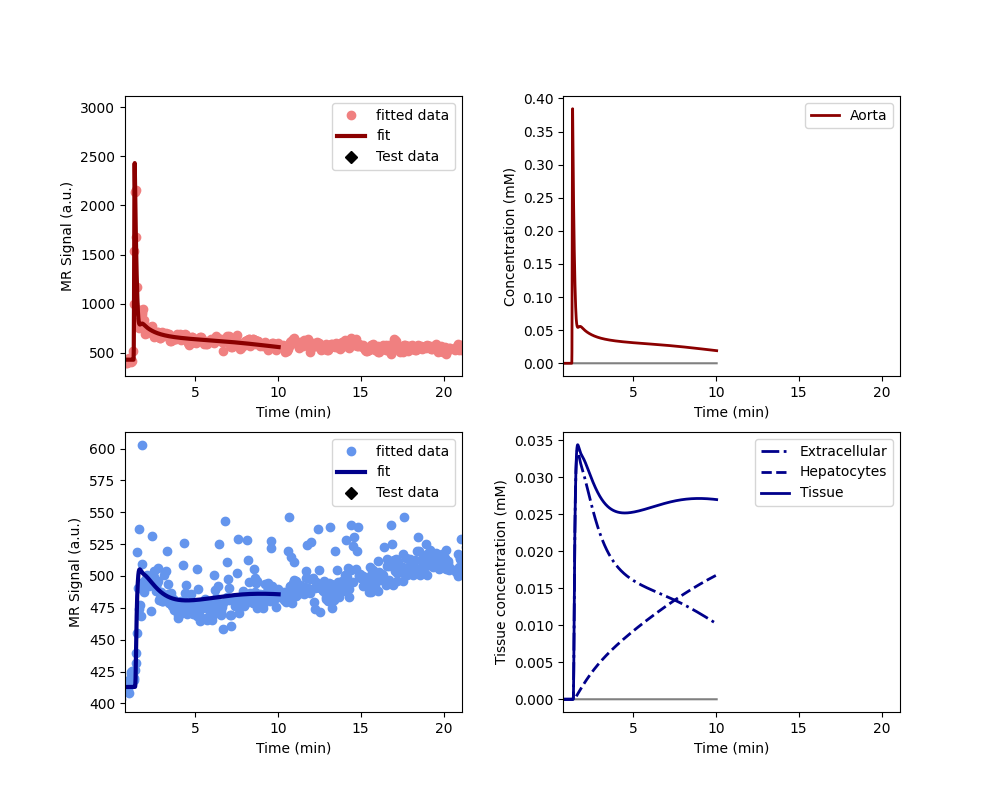 3000
2500
2000
1500
1000
500
MR Signal (a.u.)
5 10 15 20
Time (min)
fitted data
fit
Test data
0.40
0.35
0.30
0.25
0.20
0.15
0.10
0.05
0.00
Concentration (mM)
5 10 15 20
Time (min)
Aorta
600
575
550
525
500
475
450
425
400
MR Signal (a.u.)
5 10 15 20
Time (min)
fitted data
fit
Test data
0.035
0.030
0.025
0.020
0.015
0.010
0.005
0.000
Tissue concentration (mM)
5 10 15 20
Time (min)
Extracellular
Hepatocytes
Tissue